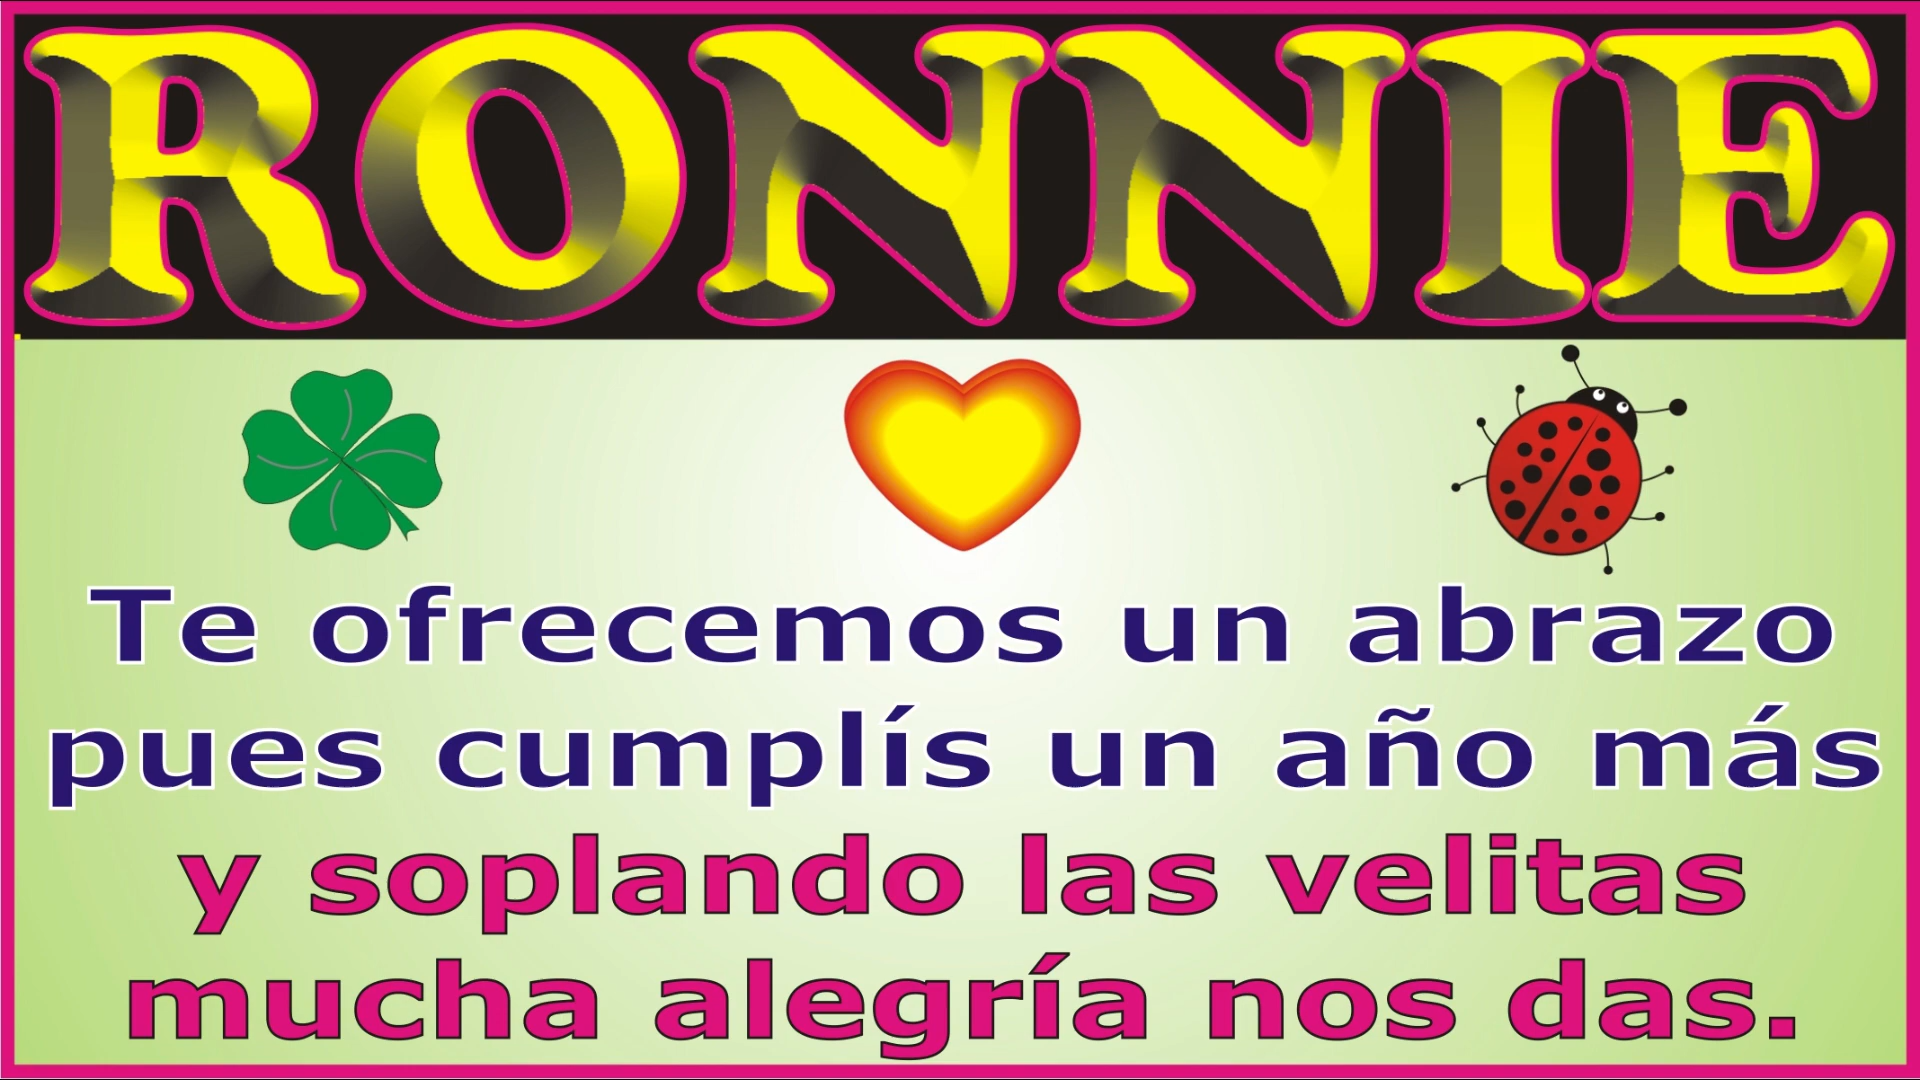 RONNIE
Te ofrecemos un abrazo
pues cumplís un año más
y soplando las velitas
mucha alegría nos das.